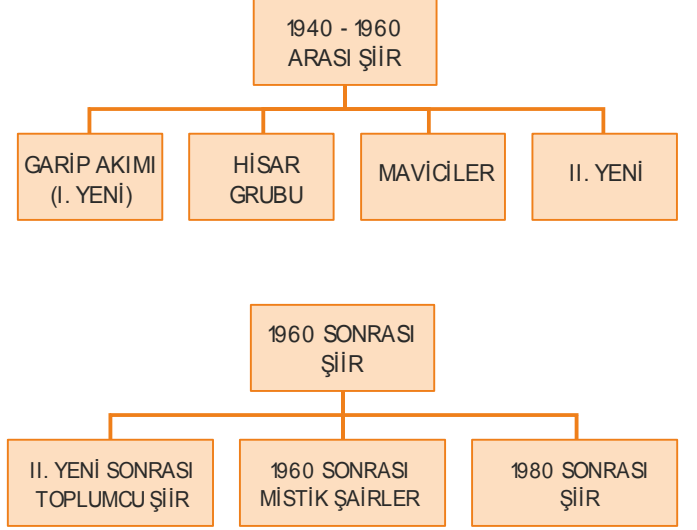 1940 - 1960
ARASI ŞİİR
GARİP AKIMI
(I. YENİ)
HİSAR
GRUBU
MAVİCİLER
II. YENİ
1960 SONRASI
ŞİİR
II. YENİ SONRASI
TOPLUMCU ŞİİR
1960 SONRASI
MİSTİK ŞAİRLER
1980 SONRASI
ŞİİR